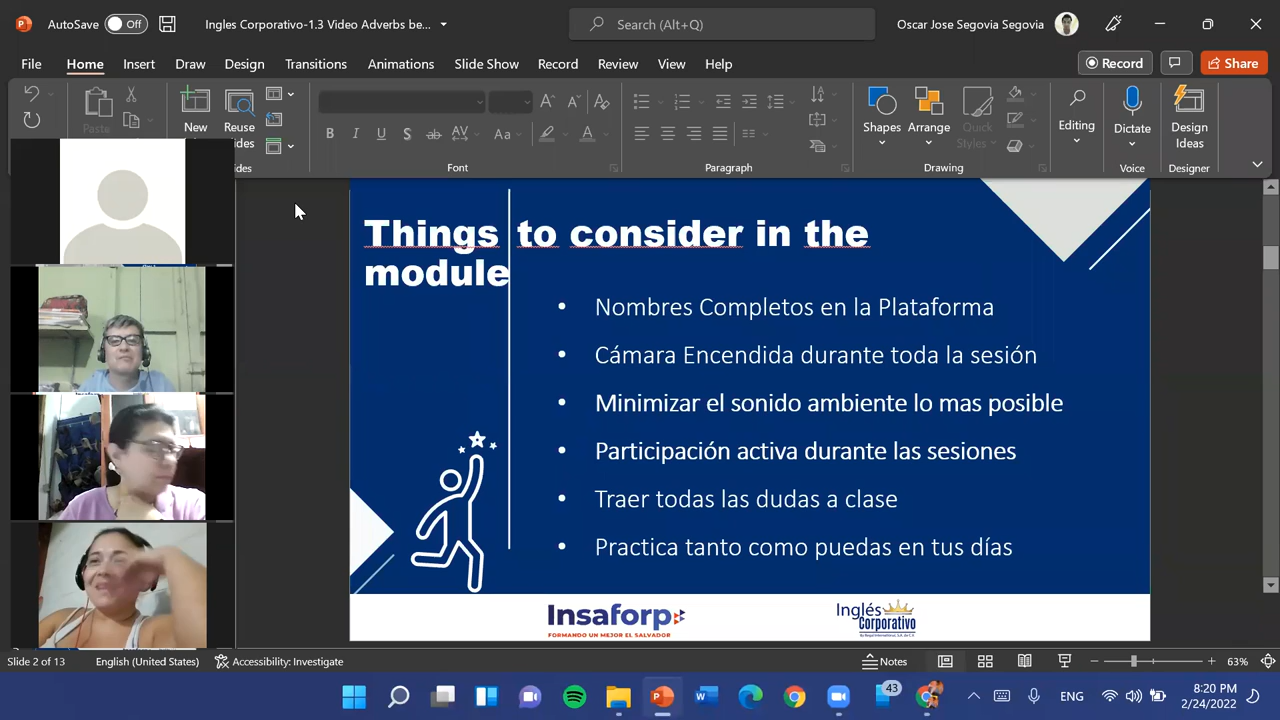 AutoSave Off Ingles Corporativo-1.3 Video Adverbs be... Search (Alt+Q) Oscar Jose Segovia Segovia
File Home Insert Draw Design Transitions Animations Slide Show Record Review View Help Record Share
Paste New Reuse Shapes Arrange Quick Styles Editing Dictate Design Ideas
Font Paragraph Drawing Voice Designer
Things to consider in the
module
• Nombres Completos en la Plataforma
• Cámara Encendida durante toda la sesión
• Minimizar el sonido ambiente lo mas posible
• Participación activa durante las sesiones
• Traer todas las dudas a clase
• Practica tanto como puedas en tus días
Insaforp
FORMANDO UN MEJOR EL SALVADOR
Inglés
Corporativo
Slide 2 of 13 English (United States) Accessibility: Investigate Notes 63%
43 ENG 8:20 PM
2/24/2022